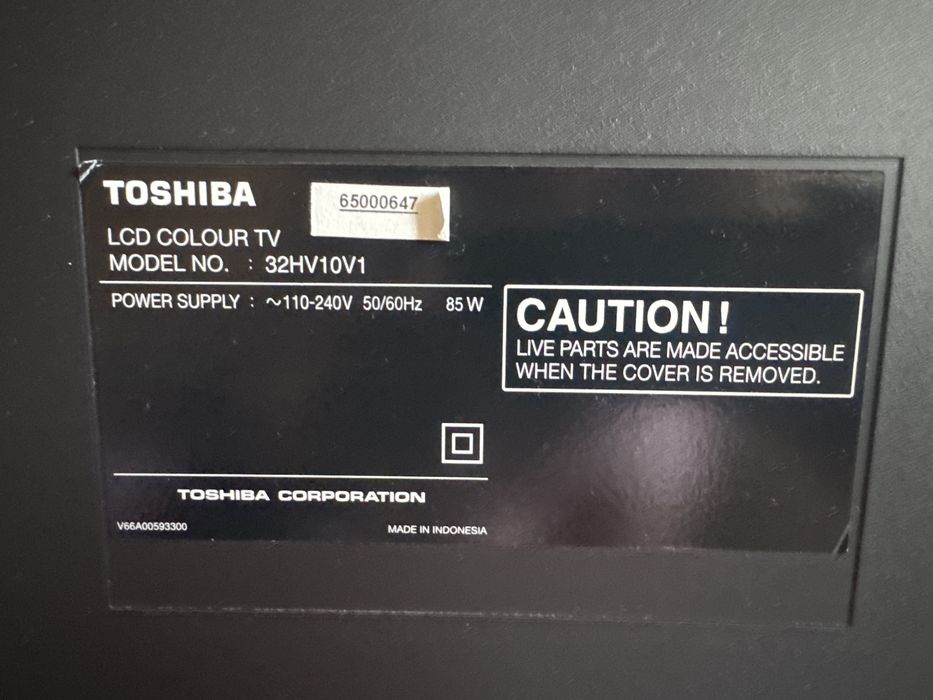 TOSHIBA
65000647
LCD COLOUR TV
MODEL NO. : 32HV10V1
POWER SUPPLY : ~110-240V 50/60Hz 85W
CAUTION!
LIVE PARTS ARE MADE ACCESSIBLE
WHEN THE COVER IS REMOVED.
TOSHIBA CORPORATION
V66A00593300
MADE IN INDONESIA